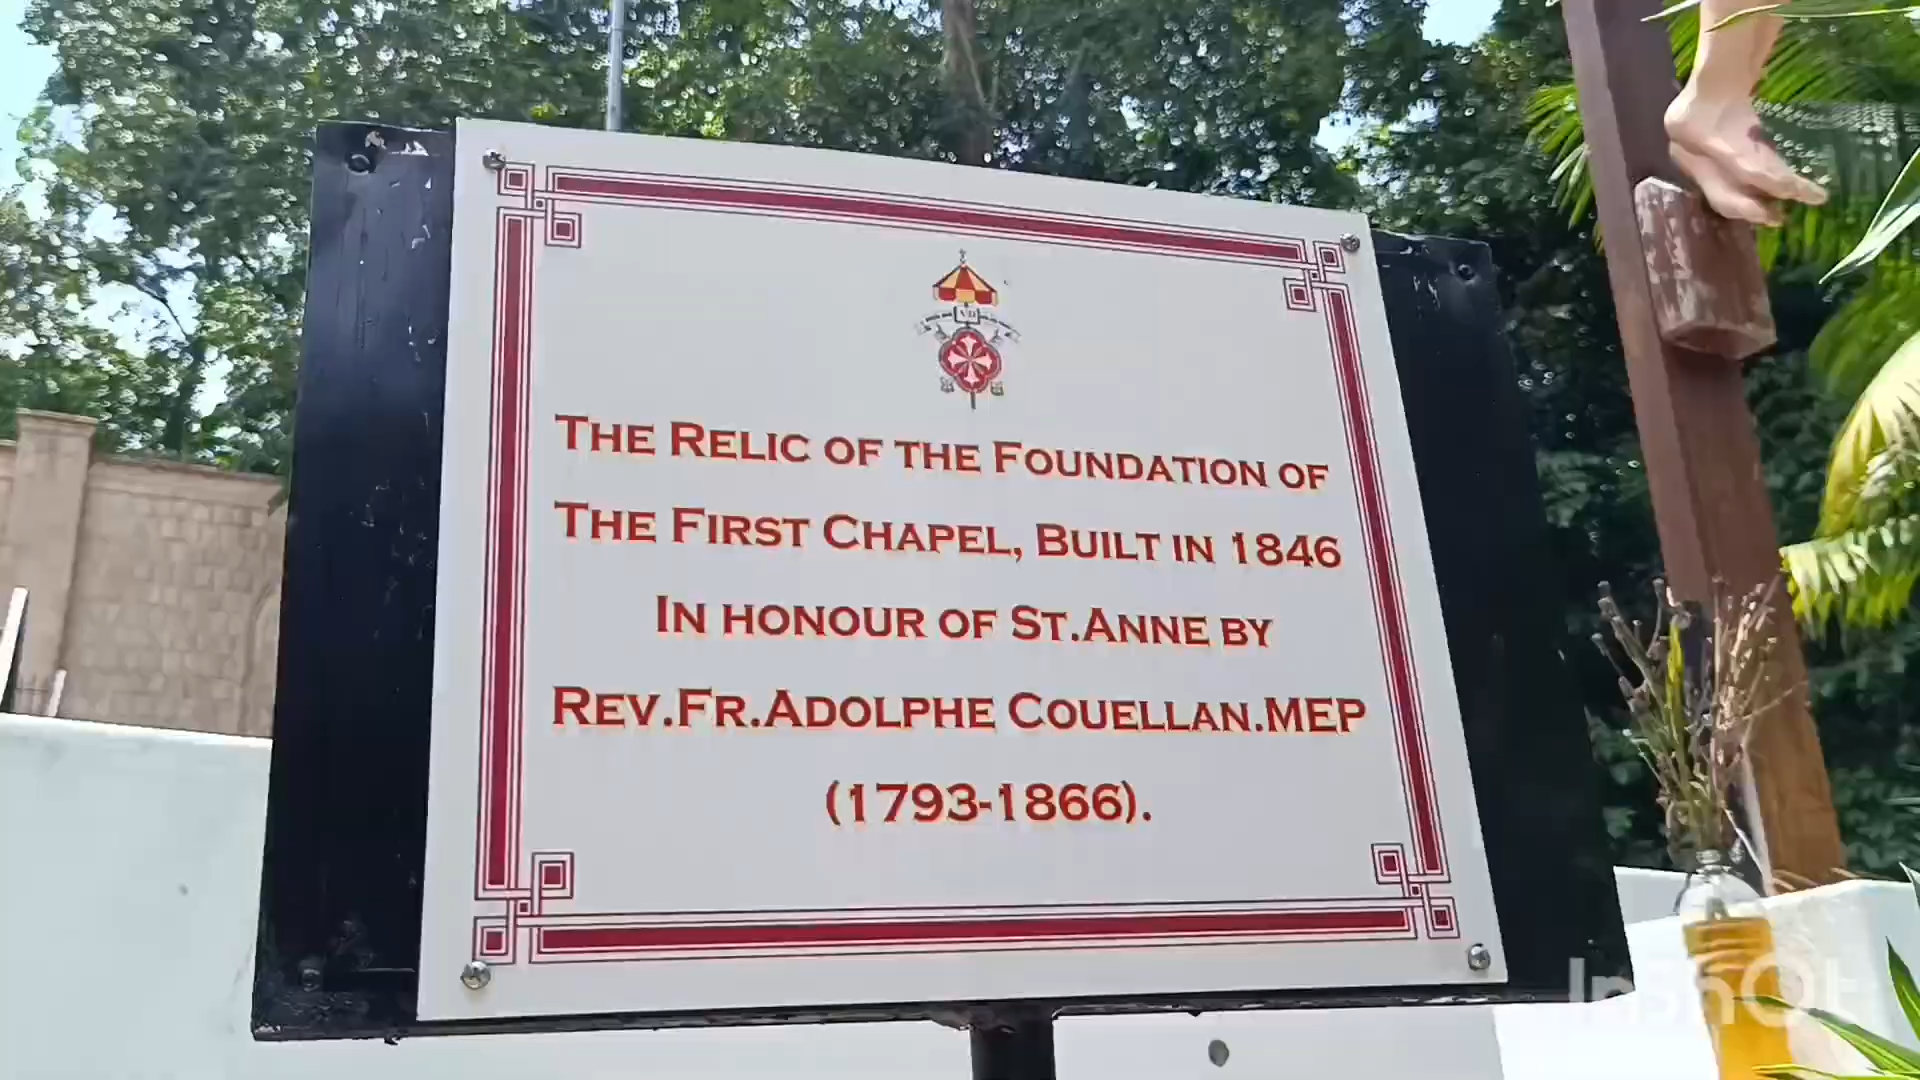 The Relic of the Foundation of
The First Chapel, Built in 1846
In honour of St.Anne by
Rev.Fr.Adolphe Couellan.MEP
(1793-1866).
InShOt